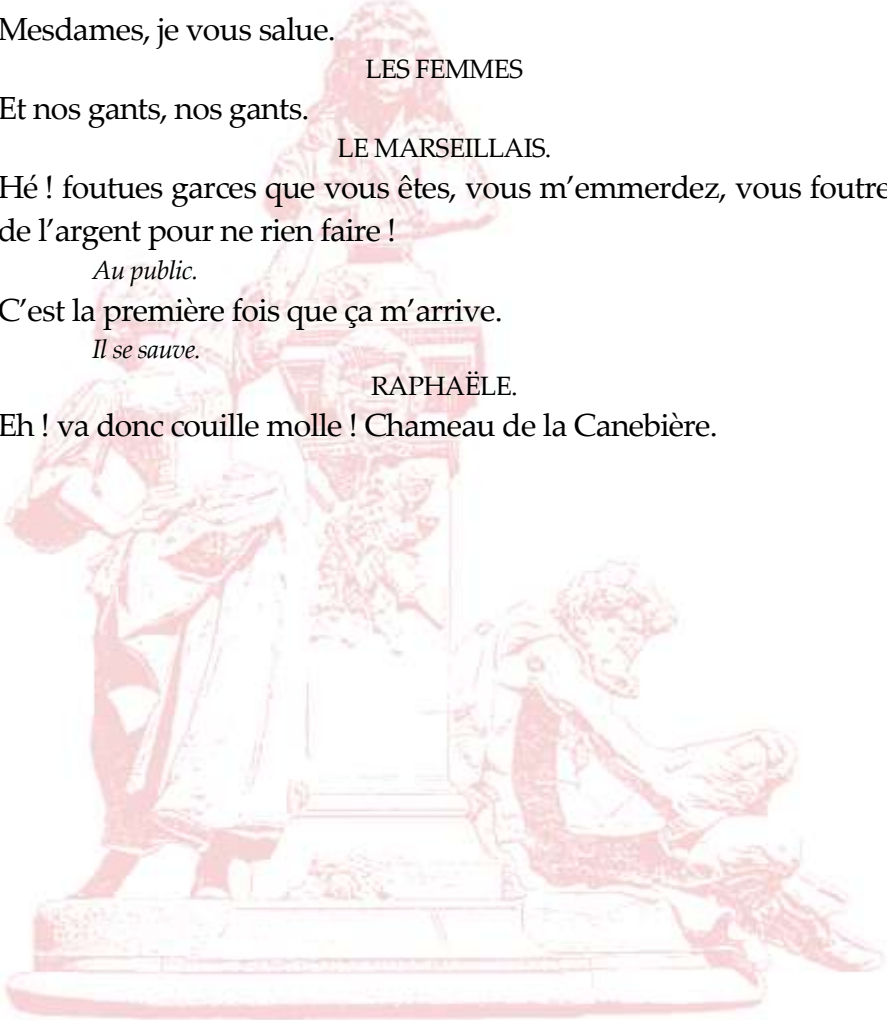 Mesdames, je vous salue.
LES FEMMES
Et nos gants, nos gants.
LE MARSEILLAIS.
Hé ! foutues garces que vous êtes, vous m’emmerdez, vous foutre
de l’argent pour ne rien faire !
Au public.
C’est la première fois que ça m’arrive.
Il se sauve.
RAPHAËLE.
Eh ! va donc couille molle ! Chameau de la Canebière.